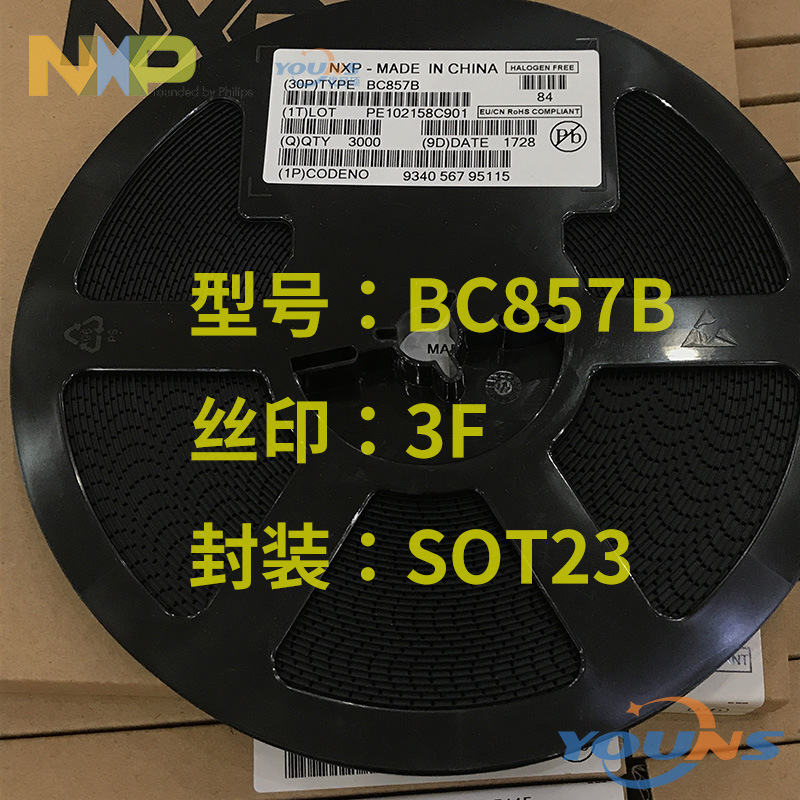 NXP
founded by Philips
YOUNS
NXP - MADE IN CHINA
HALOGEN FREE
(30P)TYPE BC857B
84
(1T)LOT PE102158C901
EU/CN RoHS COMPLIANT
(Q)QTY 3000 (9D)DATE 1728
Pb
(1P)CODENO 9340 567 95115
型号：BC857B
丝印：3F
封装：SOT23
YOUNS